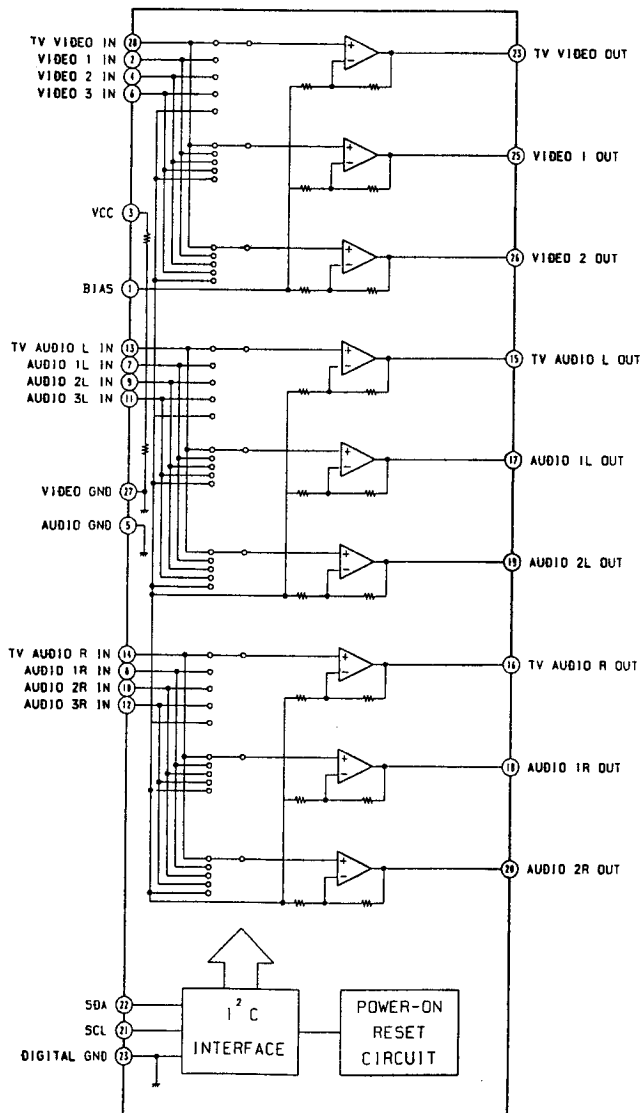 TV VIDEO IN 28
VIDEO 1 IN 2
VIDEO 2 IN 4
VIDEO 3 IN 6
+
−
23 TV VIDEO OUT
+
−
25 VIDEO 1 OUT
VCC 3
+
−
26 VIDEO 2 OUT
BIAS 1
TV AUDIO L IN 13
AUDIO 1L IN 7
AUDIO 2L IN 9
AUDIO 3L IN 11
+
−
15 TV AUDIO L OUT
+
−
17 AUDIO 1L OUT
VIDEO GND 27
AUDIO GND 5
+
−
19 AUDIO 2L OUT
TV AUDIO R IN 14
AUDIO 1R IN 8
AUDIO 2R IN 10
AUDIO 3R IN 12
+
−
16 TV AUDIO R OUT
+
−
18 AUDIO 1R OUT
+
−
20 AUDIO 2R OUT
SDA 22
SCL 21
DIGITAL GND 23
I²C
INTERFACE
POWER-ON
RESET
CIRCUIT